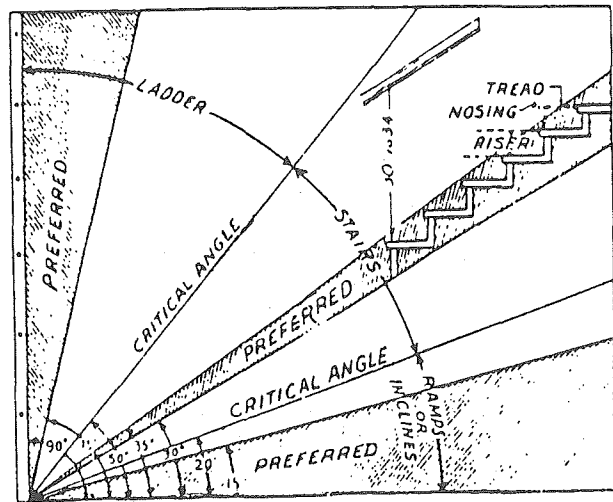 LADDER
TREAD
NOSING
RISER
30 TO 34
PREFERRED
CRITICAL ANGLE
STAIRS
PREFERRED
CRITICAL ANGLE
RAMPS
OR
INCLINES
PREFERRED
90°
50°
35°
30°
20°
15